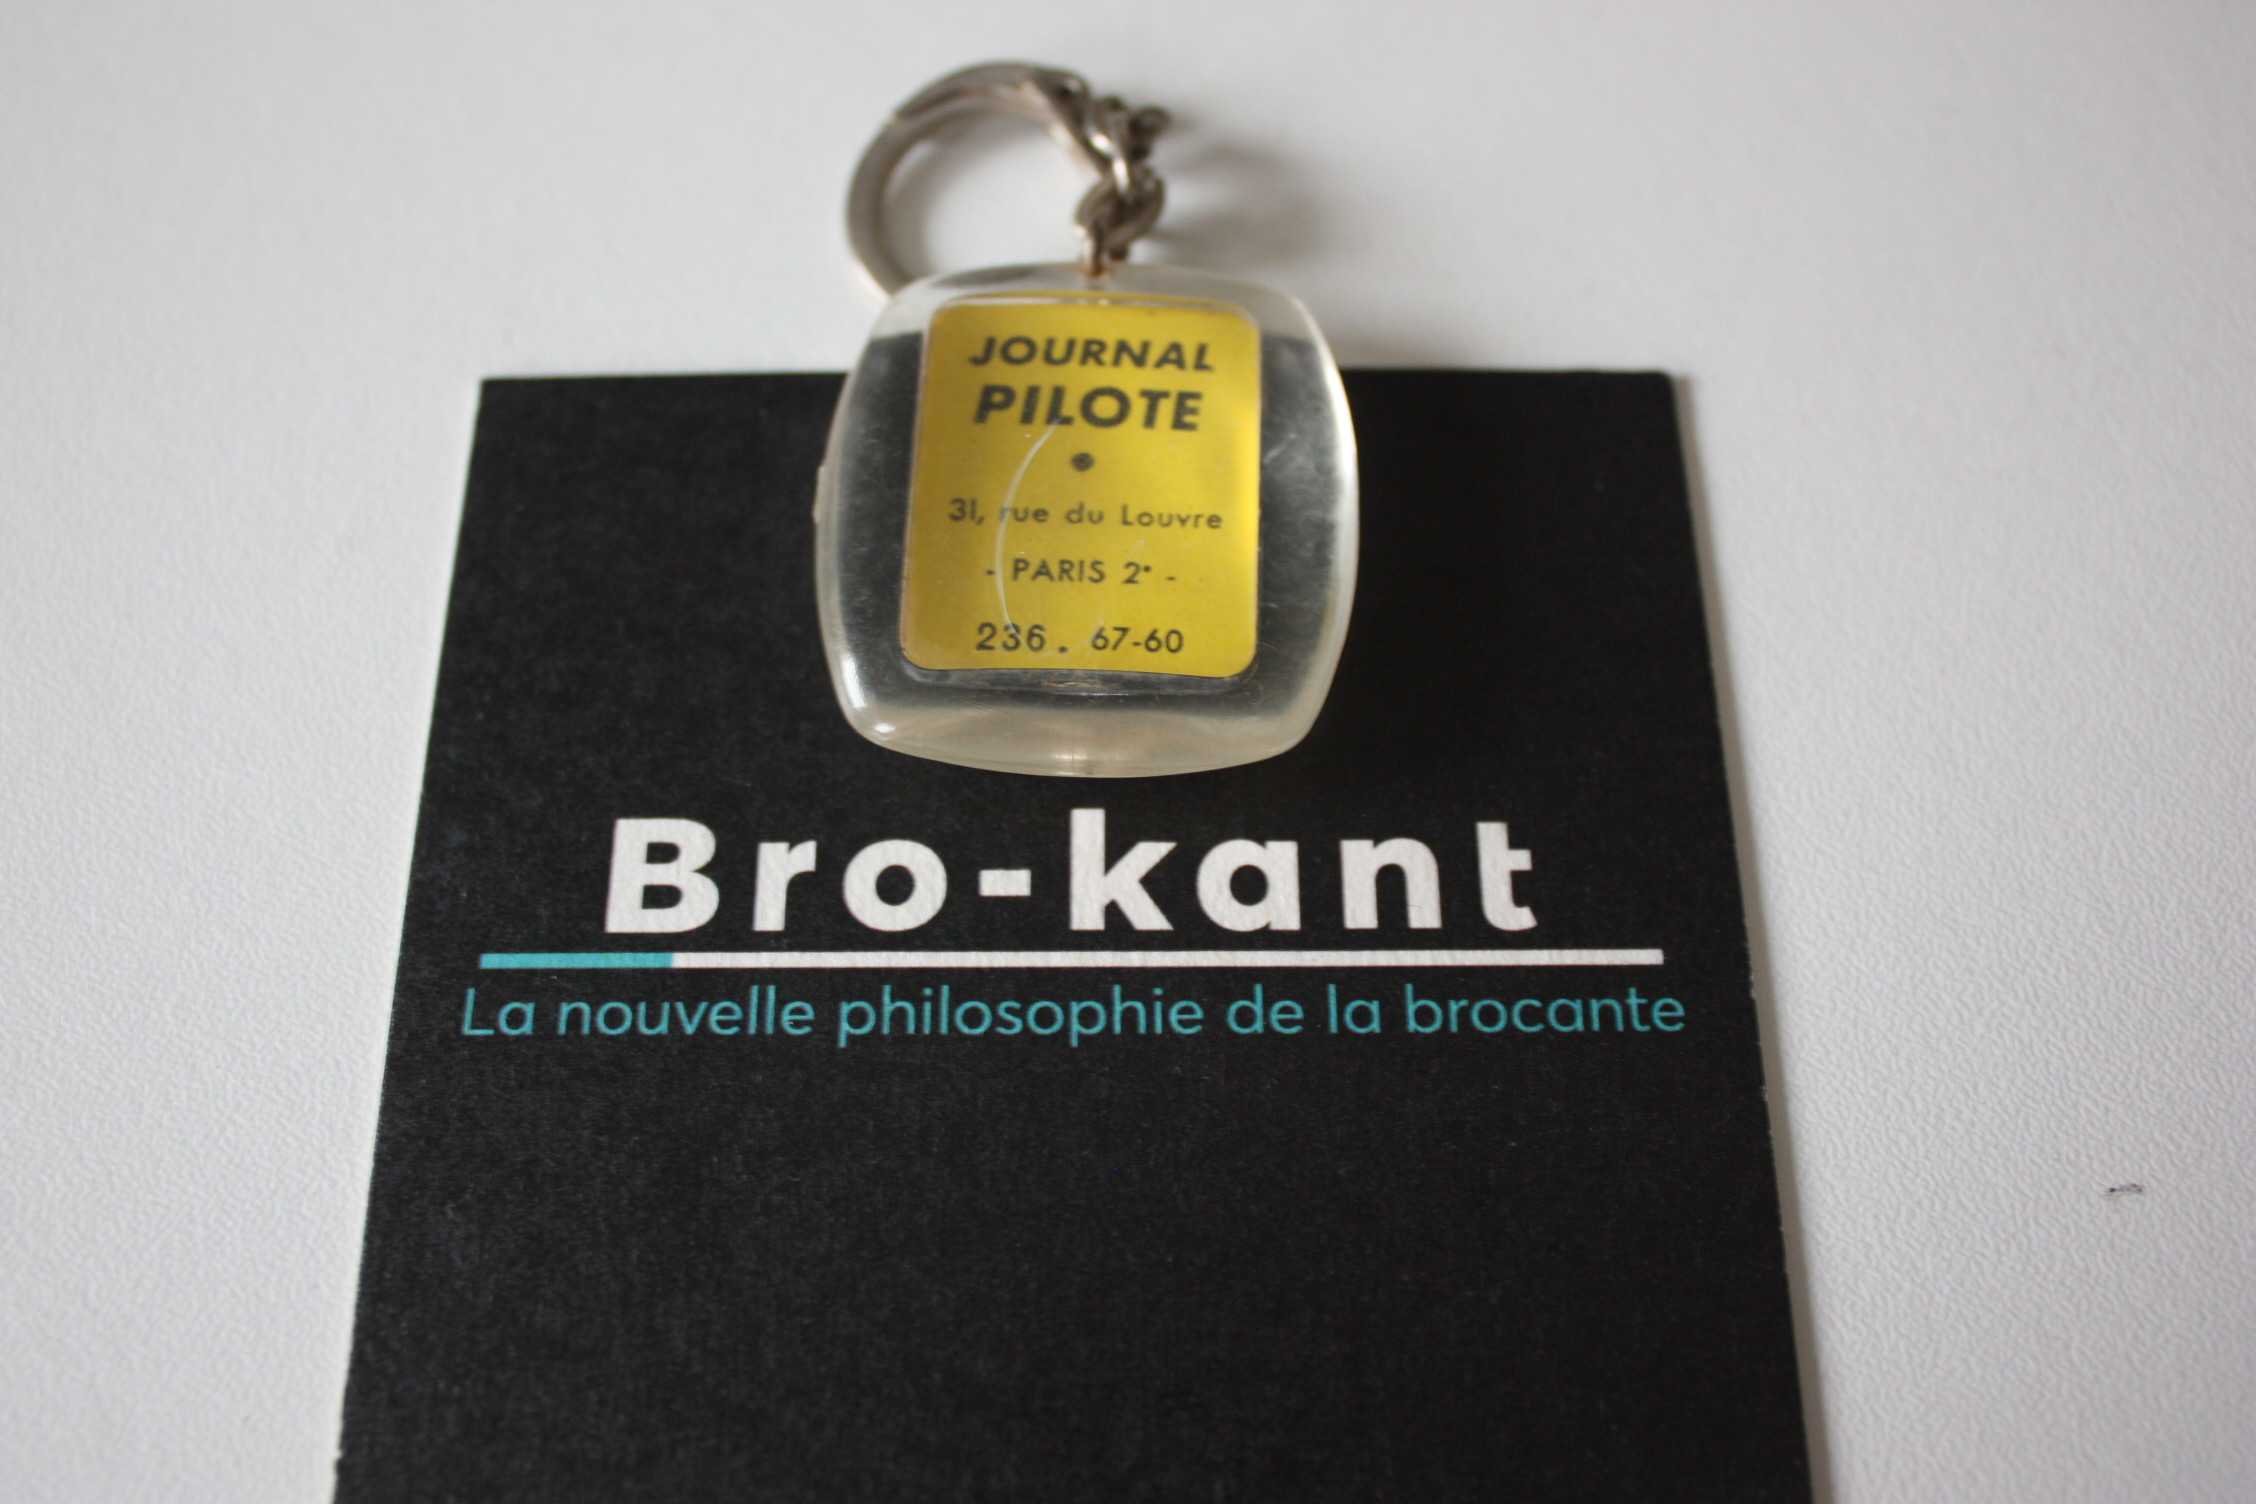 JOURNAL
PILOTE
31, rue du Louvre
- PARIS 2e -
236. 67-60
Bro-kant
La nouvelle philosophie de la brocante